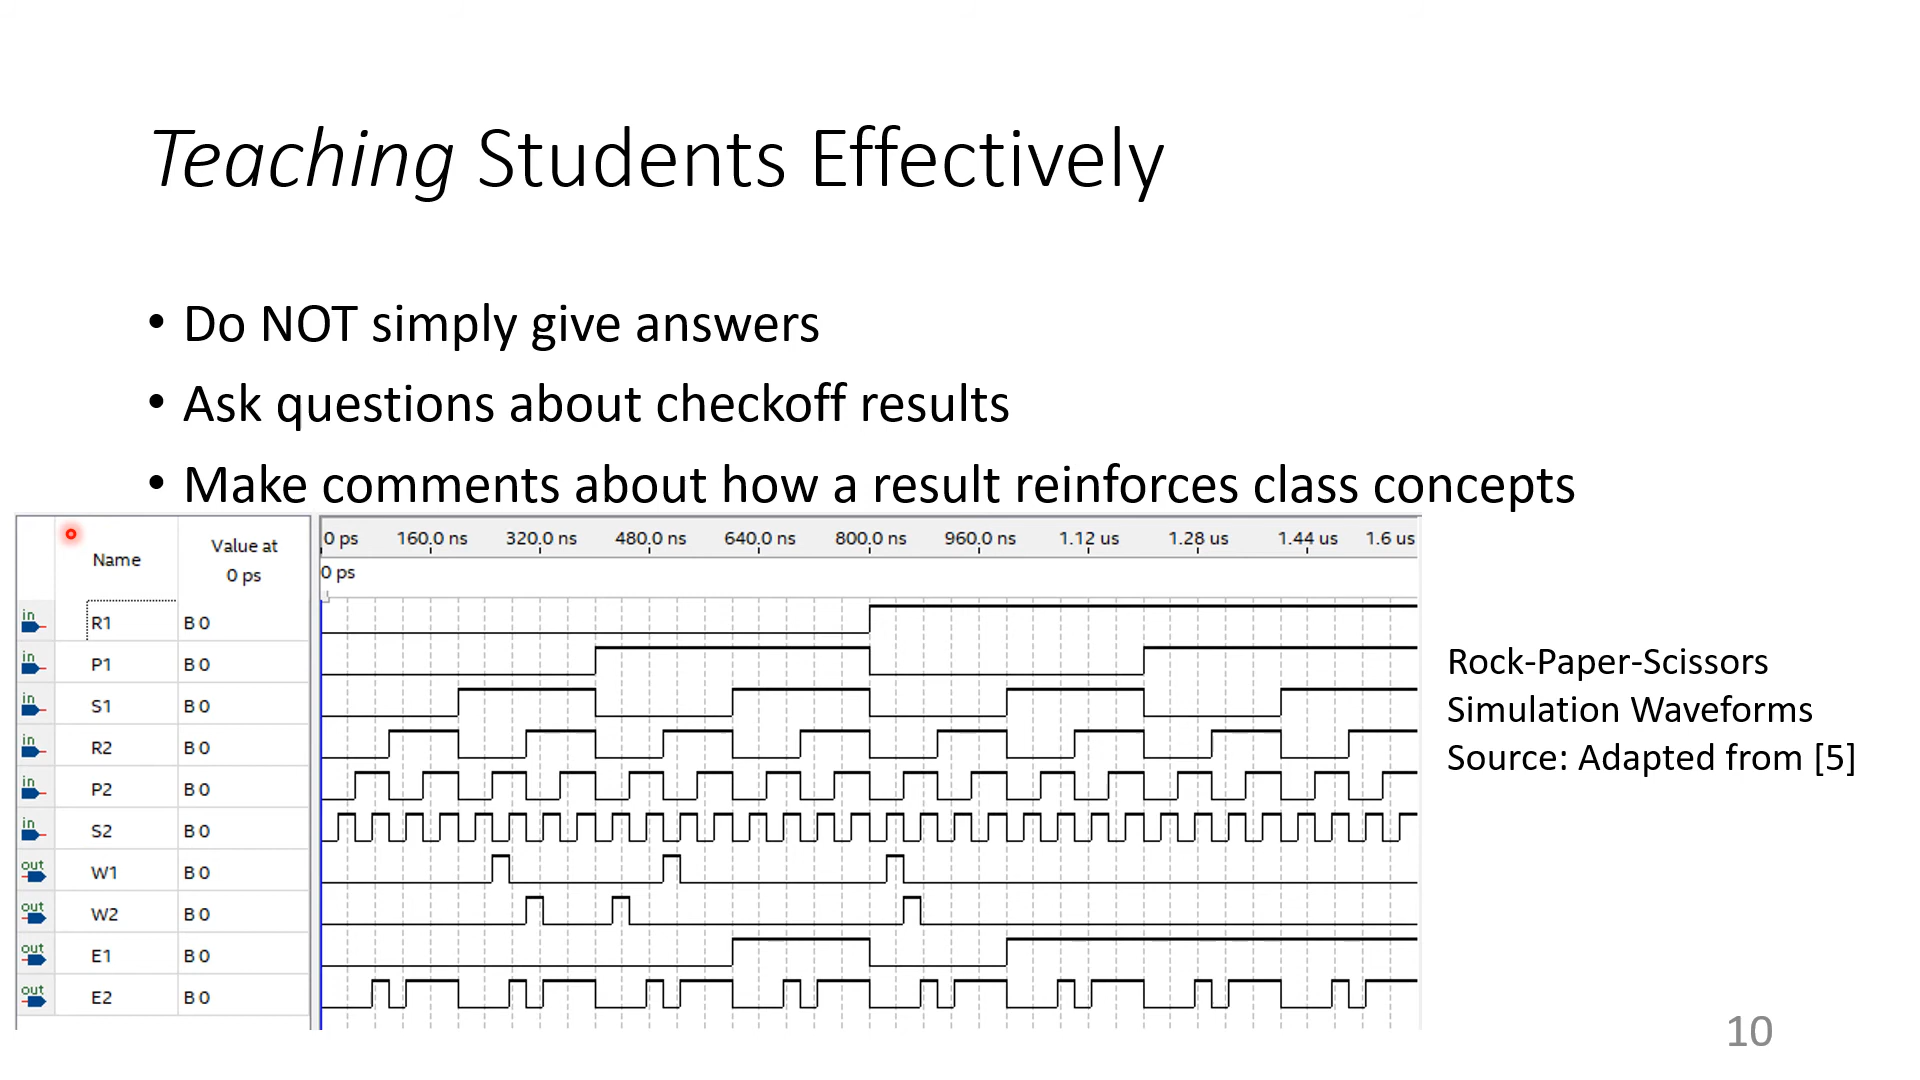 Teaching Students Effectively
• Do NOT simply give answers
• Ask questions about checkoff results
• Make comments about how a result reinforces class concepts
Name Value at 0 ps
0 ps 160.0 ns 320.0 ns 480.0 ns 640.0 ns 800.0 ns 960.0 ns 1.12 us 1.28 us 1.44 us 1.6 us
0 ps
in R1 B 0
in P1 B 0
in S1 B 0
in R2 B 0
in P2 B 0
in S2 B 0
out W1 B 0
out W2 B 0
out E1 B 0
out E2 B 0
Rock-Paper-Scissors
Simulation Waveforms
Source: Adapted from [5]
10